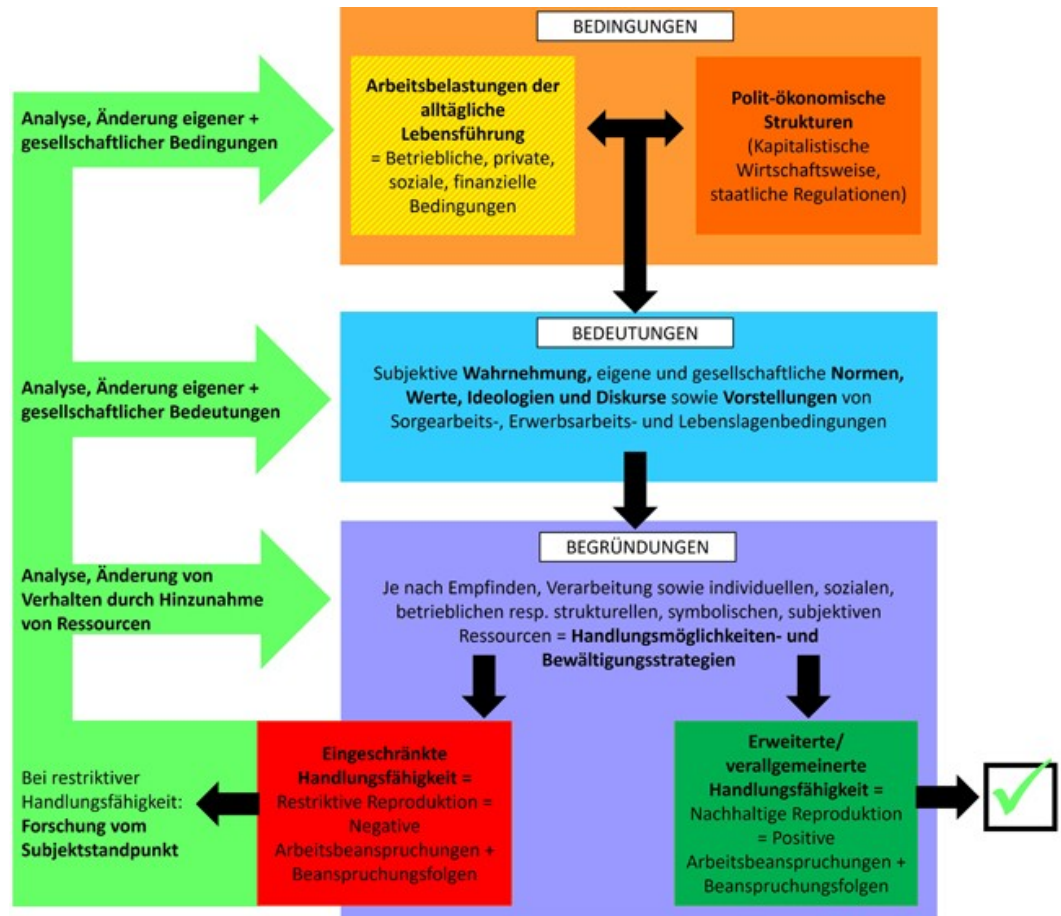 BEDINGUNGEN
Arbeitsbelastungen der
alltägliche
Lebensführung
= Betriebliche, private,
soziale, finanzielle
Bedingungen
Polit-ökonomische
Strukturen
(Kapitalistische
Wirtschaftsweise,
staatliche Regulationen)
Analyse, Änderung eigener +
gesellschaftlicher Bedingungen
BEDEUTUNGEN
Subjektive Wahrnehmung, eigene und gesellschaftliche Normen,
Werte, Ideologien und Diskurse sowie Vorstellungen von
Sorgearbeits-, Erwerbsarbeits- und Lebenslagenbedingungen
Analyse, Änderung eigener +
gesellschaftlicher Bedeutungen
BEGRÜNDUNGEN
Je nach Empfinden, Verarbeitung sowie individuellen, sozialen,
betrieblichen resp. strukturellen, symbolischen, subjektiven
Ressourcen = Handlungsmöglichkeiten- und
Bewältigungsstrategien
Analyse, Änderung von
Verhalten durch Hinzunahme
von Ressourcen
Eingeschränkte
Handlungsfähigkeit =
Restriktive Reproduktion =
Negative
Arbeitsbeanspruchungen +
Beanspruchungsfolgen
Erweiterte/
verallgemeinerte
Handlungsfähigkeit =
Nachhaltige Reproduktion
= Positive
Arbeitsbeanspruchungen +
Beanspruchungsfolgen
Bei restriktiver
Handlungsfähigkeit:
Forschung vom
Subjektstandpunkt